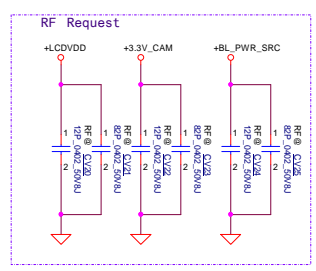 RF Request
+LCDVDD
+3.3V_CAM
+BL_PWR_SRC
1
2
RF@ CV20
12P_0402_50V8J
1
2
RF@ CV21
82P_0402_50V8J
1
2
RF@ CV22
12P_0402_50V8J
1
2
RF@ CV23
82P_0402_50V8J
1
2
RF@ CV24
12P_0402_50V8J
1
2
RF@ CV25
82P_0402_50V8J